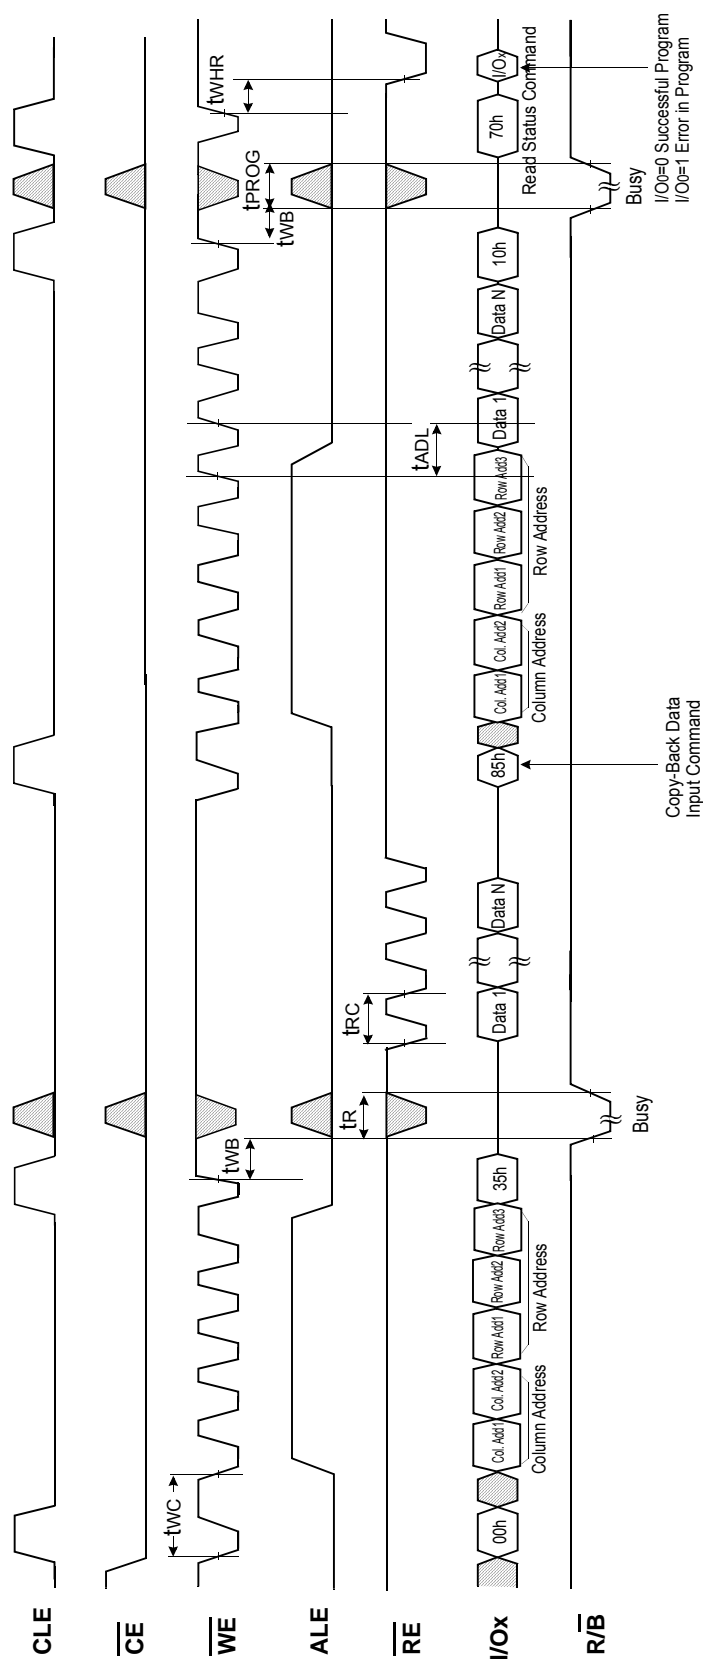 CLE
CE
WE
tWC
tWB
tWB
tPROG
tWHR
ALE
RE
tR
tRC
tADL
I/Ox
00h
Col. Add1
Col. Add2
Row Add1
Row Add2
Row Add3
35h
Data 1
Data N
85h
Col. Add1
Col. Add2
Row Add1
Row Add2
Row Add3
Data 1
Data N
10h
70h
I/Ox
Column Address
Row Address
Column Address
Row Address
Read Status Command
R/B
Busy
Busy
Copy-Back Data
Input Command
I/O0=0 Successful Program
I/O0=1 Error in Program